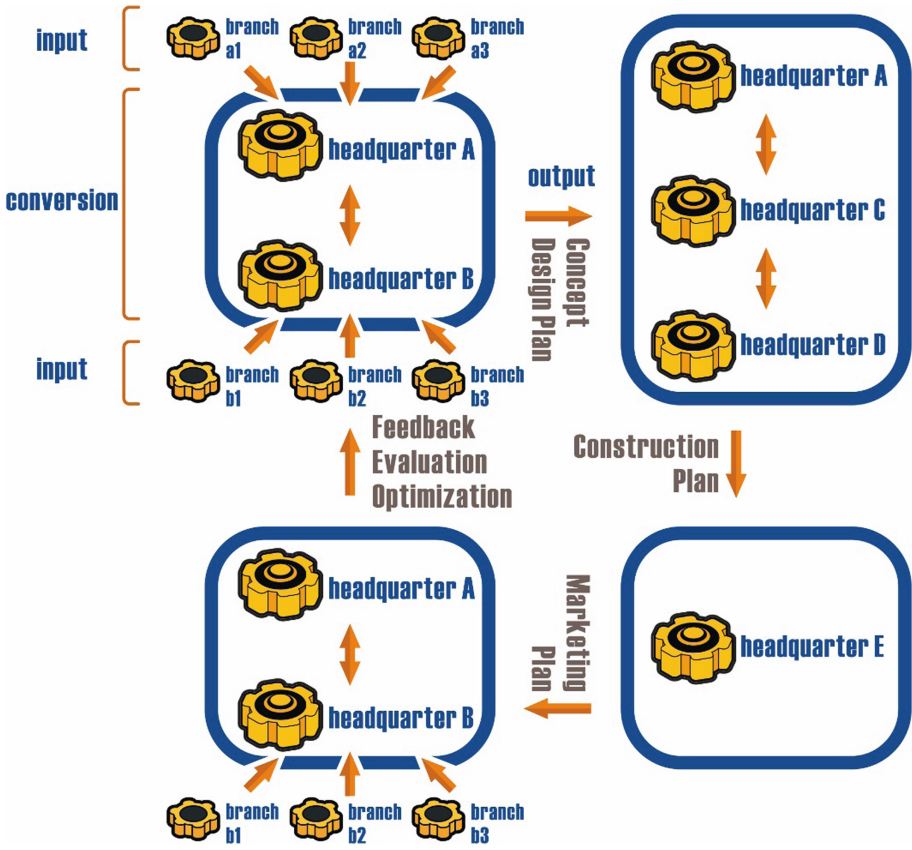 input
branch
a1
branch
a2
branch
a3
conversion
headquarter A
headquarter B
input
branch
b1
branch
b2
branch
b3
output
Concept
Design Plan
headquarter A
headquarter C
headquarter D
Construction
Plan
headquarter E
Marketing
Plan
headquarter A
headquarter B
branch
b1
branch
b2
branch
b3
Feedback
Evaluation
Optimization